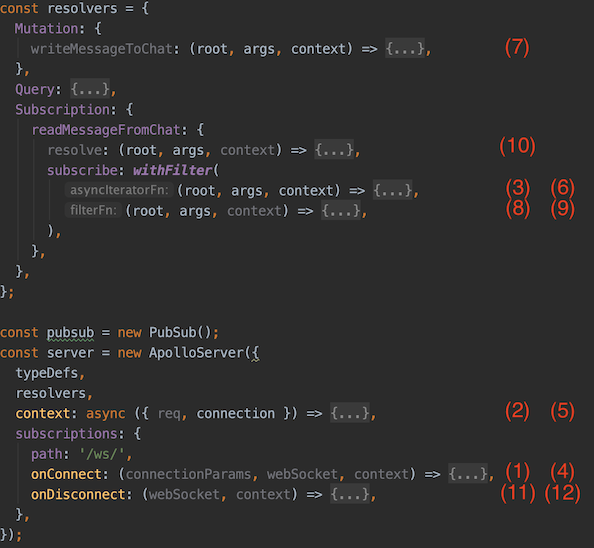 const resolvers = {
Mutation: {
writeMessageToChat: (root, args, context) => {...}, (7)
},
Query: {...},
Subscription: {
readMessageFromChat: {
resolve: (root, args, context) => {...}, (10)
subscribe: withFilter(
asyncIteratorFn: (root, args, context) => {...}, (3) (6)
filterFn: (root, args, context) => {...}, (8) (9)
),
},
},
};
const pubsub = new PubSub();
const server = new ApolloServer({
typeDefs,
resolvers,
context: async ({ req, connection }) => {...}, (2) (5)
subscriptions: {
path: '/ws/',
onConnect: (connectionParams, webSocket, context) => {...}, (1) (4)
onDisconnect: (webSocket, context) => {...}, (11) (12)
},
});